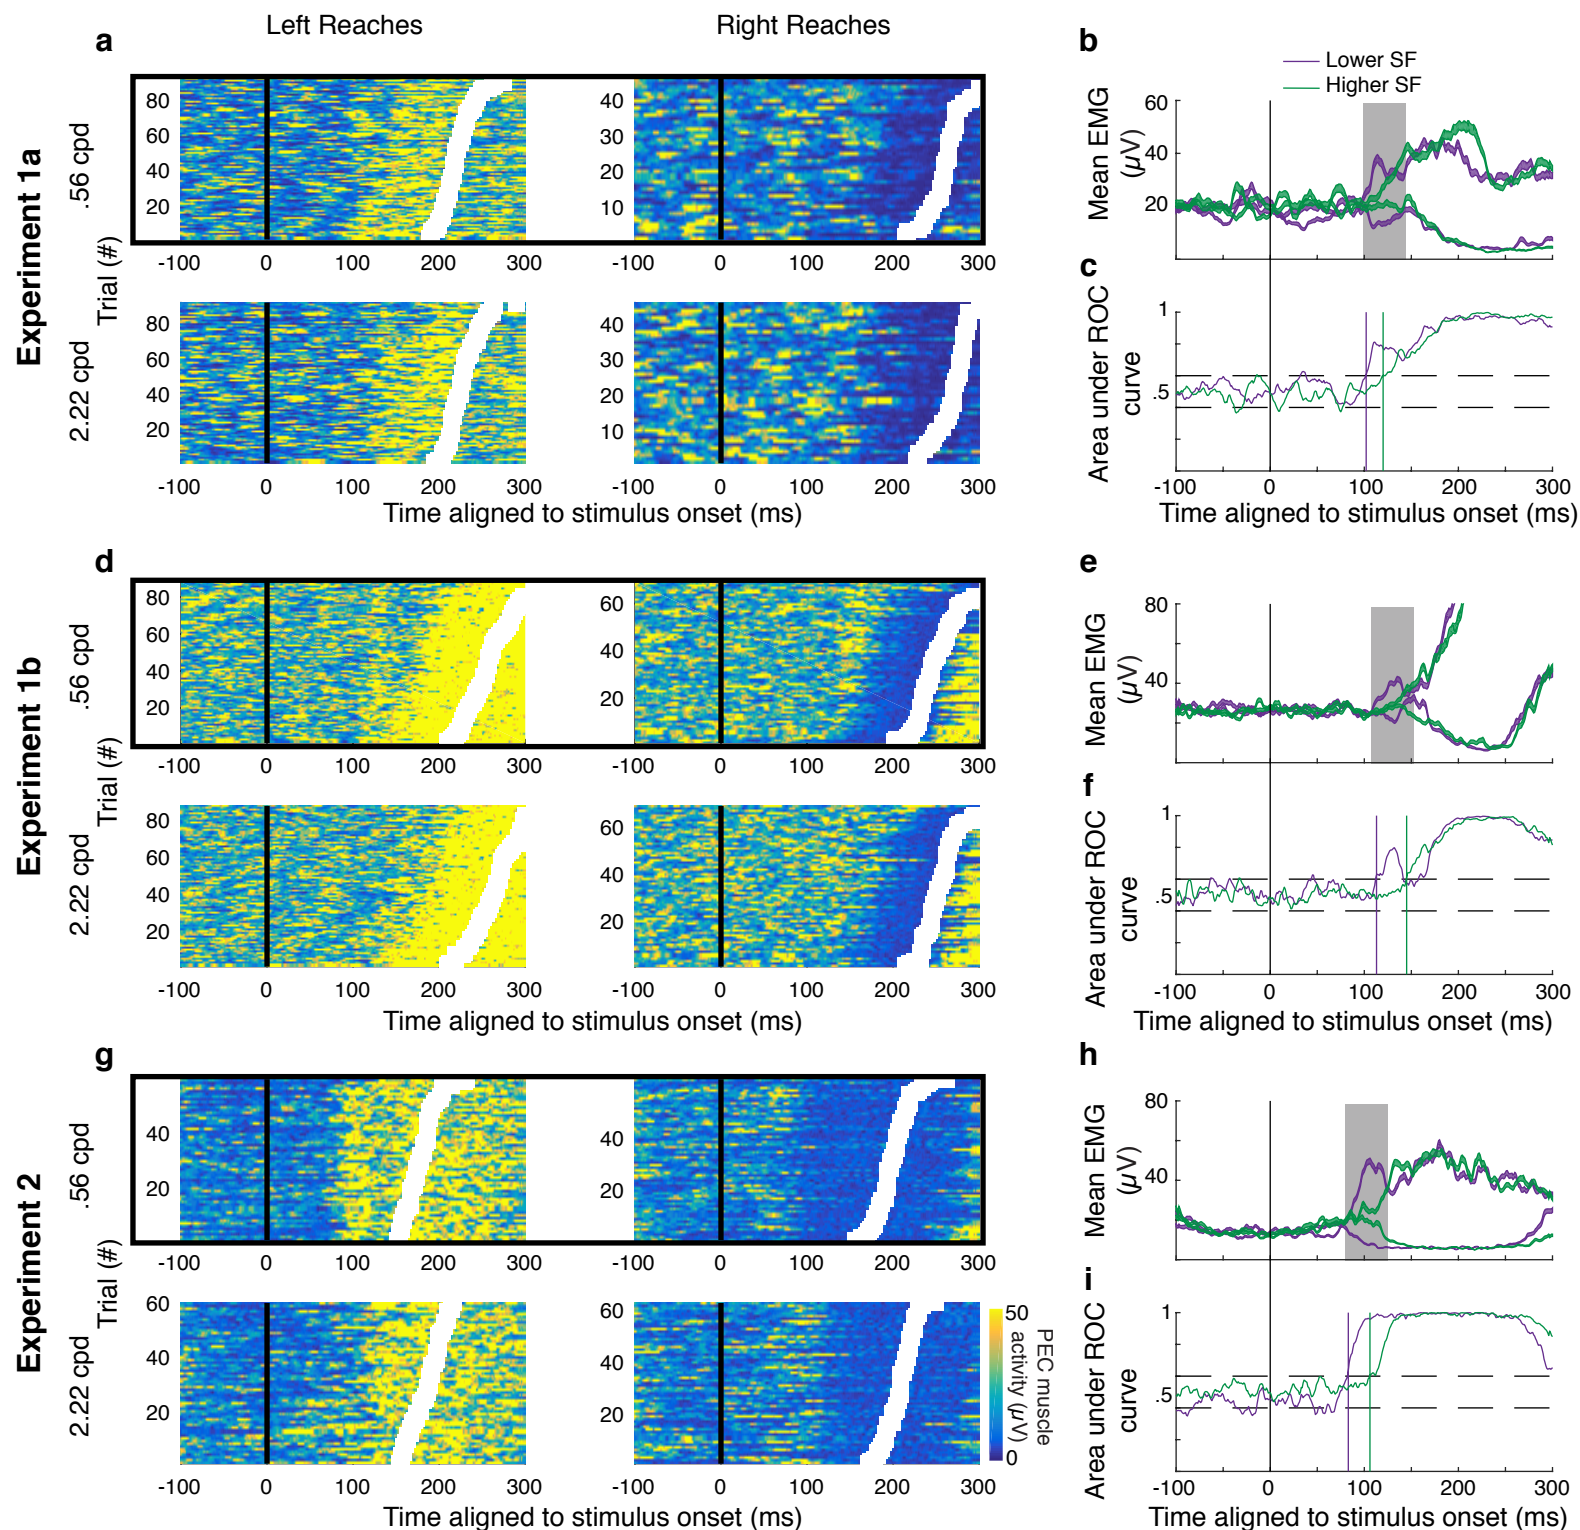 Left Reaches
Right Reaches
a
Experiment 1a
.56 cpd
80
60
40
20
40
30
20
10
-100 0 100 200 300
-100 0 100 200 300
Trial (#)
2.22 cpd
80
60
40
20
40
30
20
10
-100 0 100 200 300
-100 0 100 200 300
Time aligned to stimulus onset (ms)
b
Lower SF
Higher SF
Mean EMG
(µV)
60
40
20
c
Area under ROC
curve
1
.5
-100 0 100 200 300
Time aligned to stimulus onset (ms)
d
Experiment 1b
.56 cpd
80
60
40
20
60
40
20
-100 0 100 200 300
-100 0 100 200 300
Trial (#)
2.22 cpd
80
60
40
20
60
40
20
-100 0 100 200 300
-100 0 100 200 300
Time aligned to stimulus onset (ms)
e
Mean EMG
(µV)
80
40
f
Area under ROC
curve
1
.5
-100 0 100 200 300
Time aligned to stimulus onset (ms)
g
Experiment 2
.56 cpd
40
20
40
20
-100 0 100 200 300
-100 0 100 200 300
Trial (#)
2.22 cpd
60
40
20
60
40
20
50
0
PEC muscle
activity (µV)
-100 0 100 200 300
-100 0 100 200 300
Time aligned to stimulus onset (ms)
h
Mean EMG
(µV)
80
40
i
Area under ROC
curve
1
.5
-100 0 100 200 300
Time aligned to stimulus onset (ms)